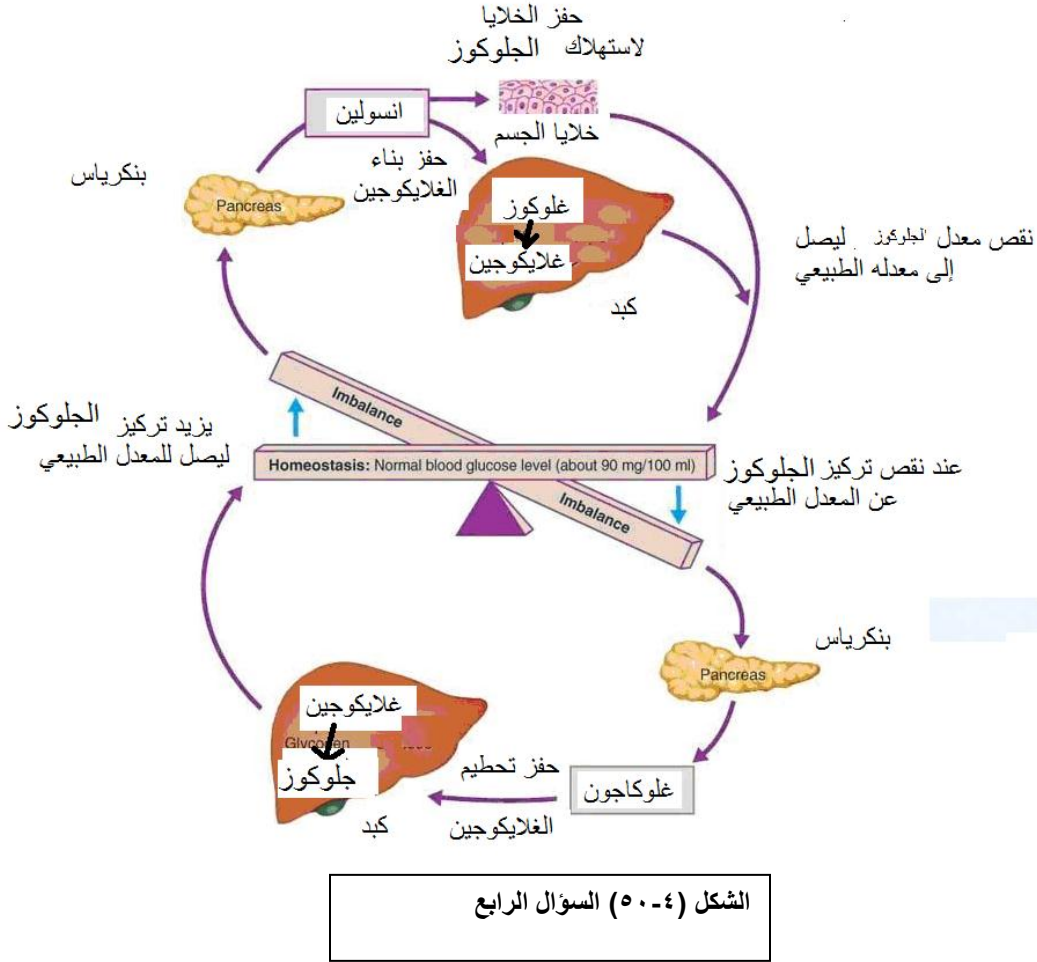 حفز الخلايا
لاستهلاك الجلوكوز
انسولين
خلايا الجسم
بنكرياس
Pancreas
حفز بناء
الغلايكوجين
غلوكوز
غلايكوجين
كبد
نقص معدل الجلوكوز ليصل
إلى معدله الطبيعي
Imbalance
يزيد تركيز الجلوكوز
ليصل للمعدل الطبيعي
Homeostasis: Normal blood glucose level (about 90 mg/100 ml)
عند نقص تركيز الجلوكوز
عن المعدل الطبيعي
Imbalance
بنكرياس
Pancreas
غلايكوجين
Glycogen
جلوكوز
كبد
حفز تحطيم
الغلايكوجين
غلوكاجون
الشكل (٤-٥٠) السؤال الرابع